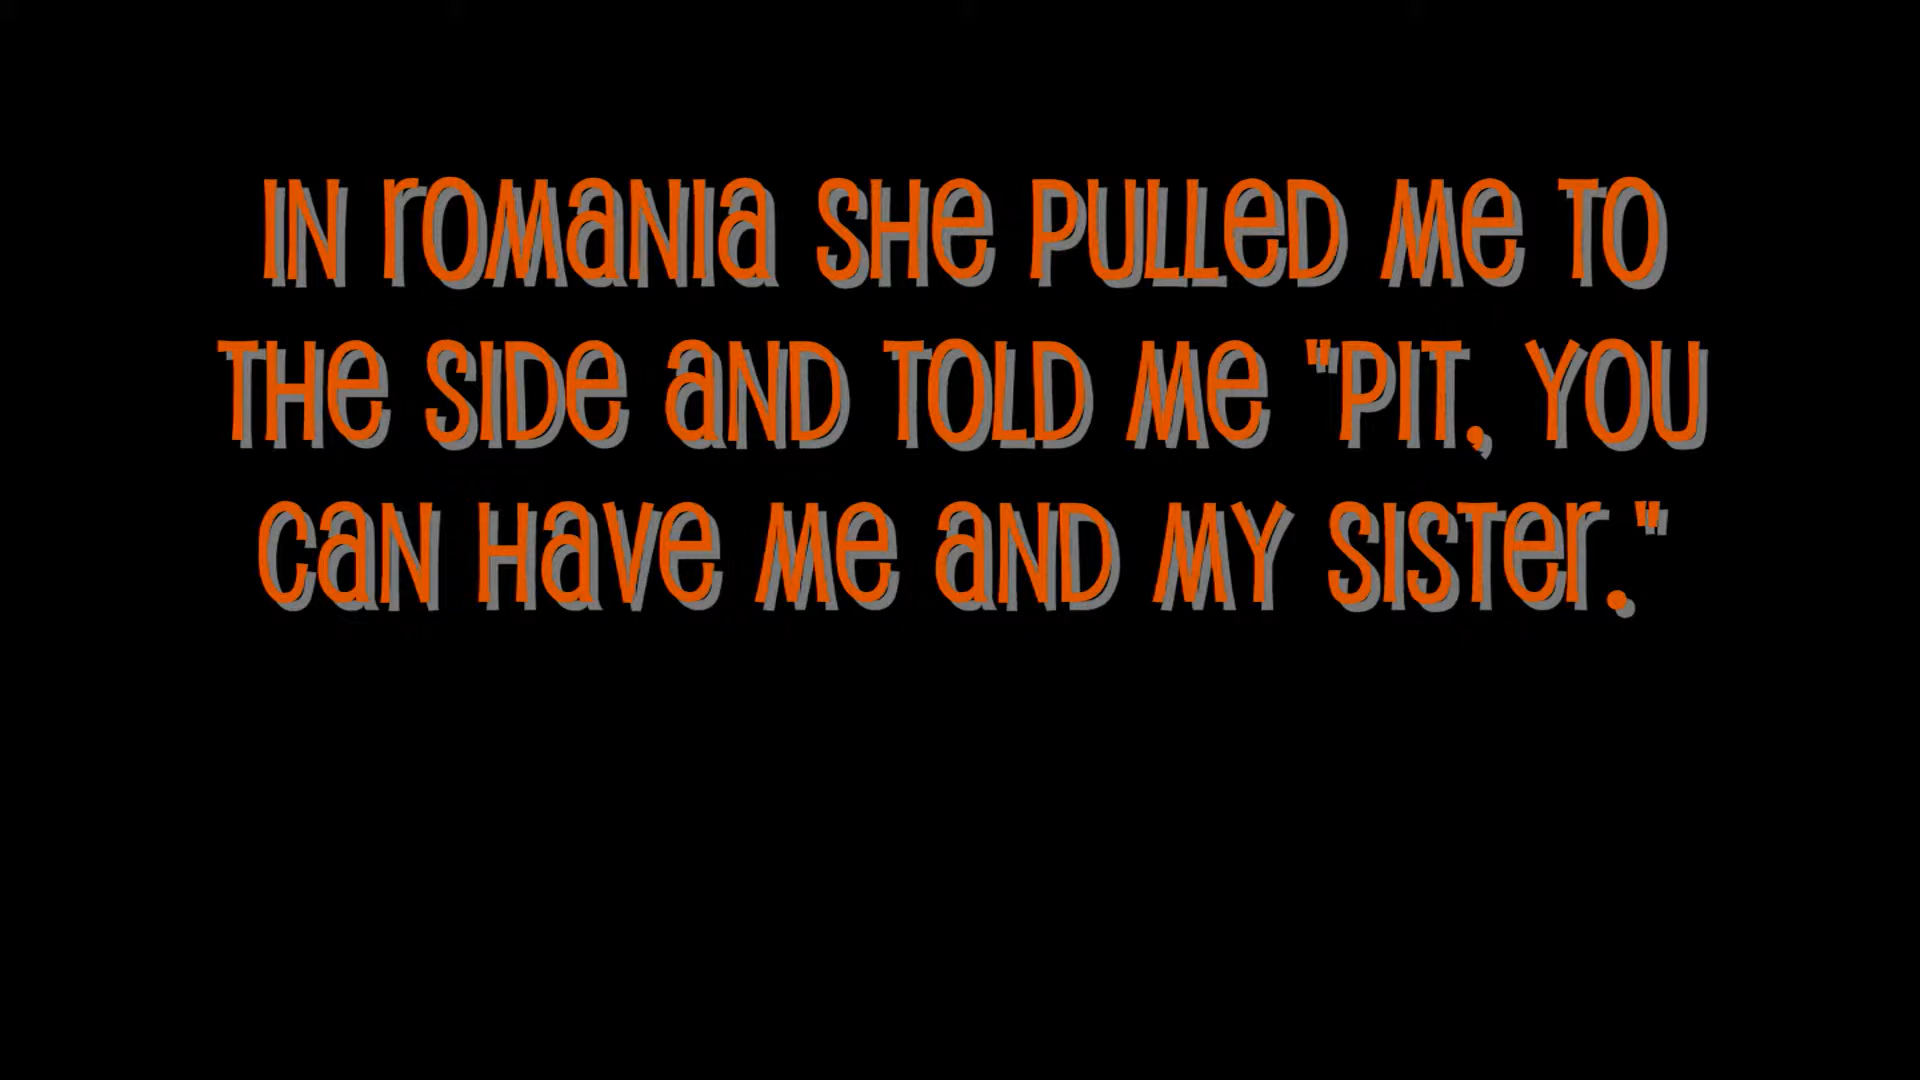 IN ROMANIA SHE PULLED ME TO
THE SIDE AND TOLD ME "PIT, YOU
CAN HAVE ME AND MY SISTER."